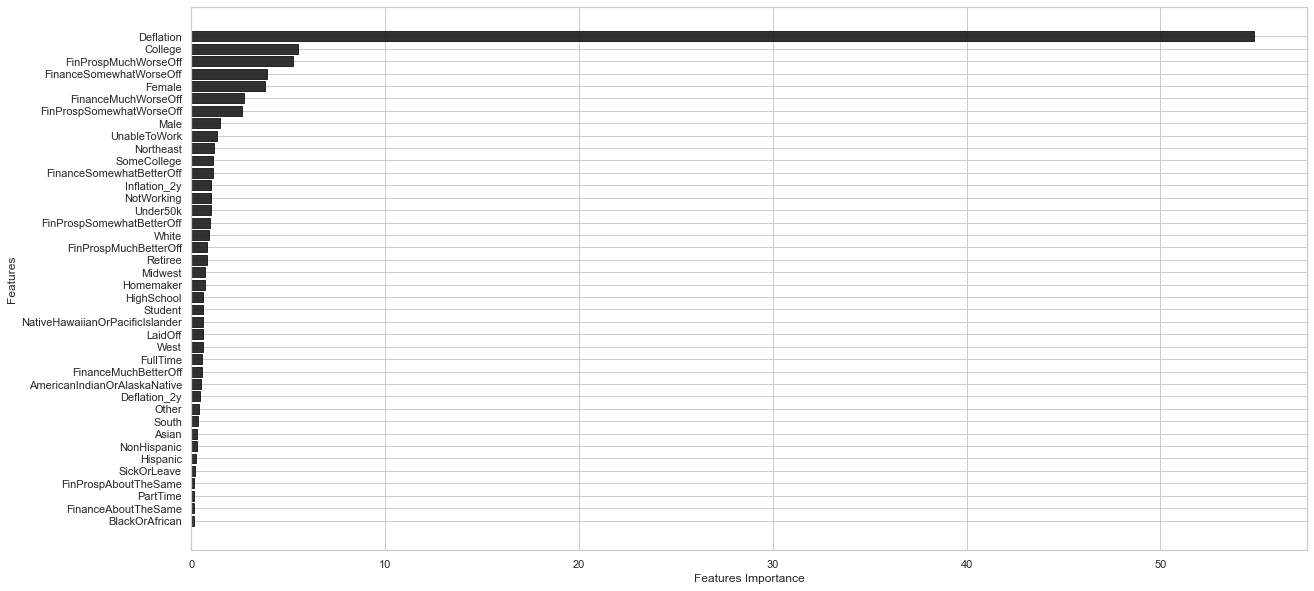 Features
Deflation
College
FinProspMuchWorseOff
FinanceSomewhatWorseOff
Female
FinanceMuchWorseOff
FinProspSomewhatWorseOff
Male
UnableToWork
Northeast
SomeCollege
FinanceSomewhatBetterOff
Inflation_2y
NotWorking
Under50k
FinProspSomewhatBetterOff
White
FinProspMuchBetterOff
Retiree
Midwest
Homemaker
HighSchool
Student
NativeHawaiianOrPacificIslander
LaidOff
West
FullTime
FinanceMuchBetterOff
AmericanIndianOrAlaskaNative
Deflation_2y
Other
South
Asian
NonHispanic
Hispanic
SickOrLeave
FinProspAboutTheSame
PartTime
FinanceAboutTheSame
BlackOrAfrican
0 10 20 30 40 50
Features Importance